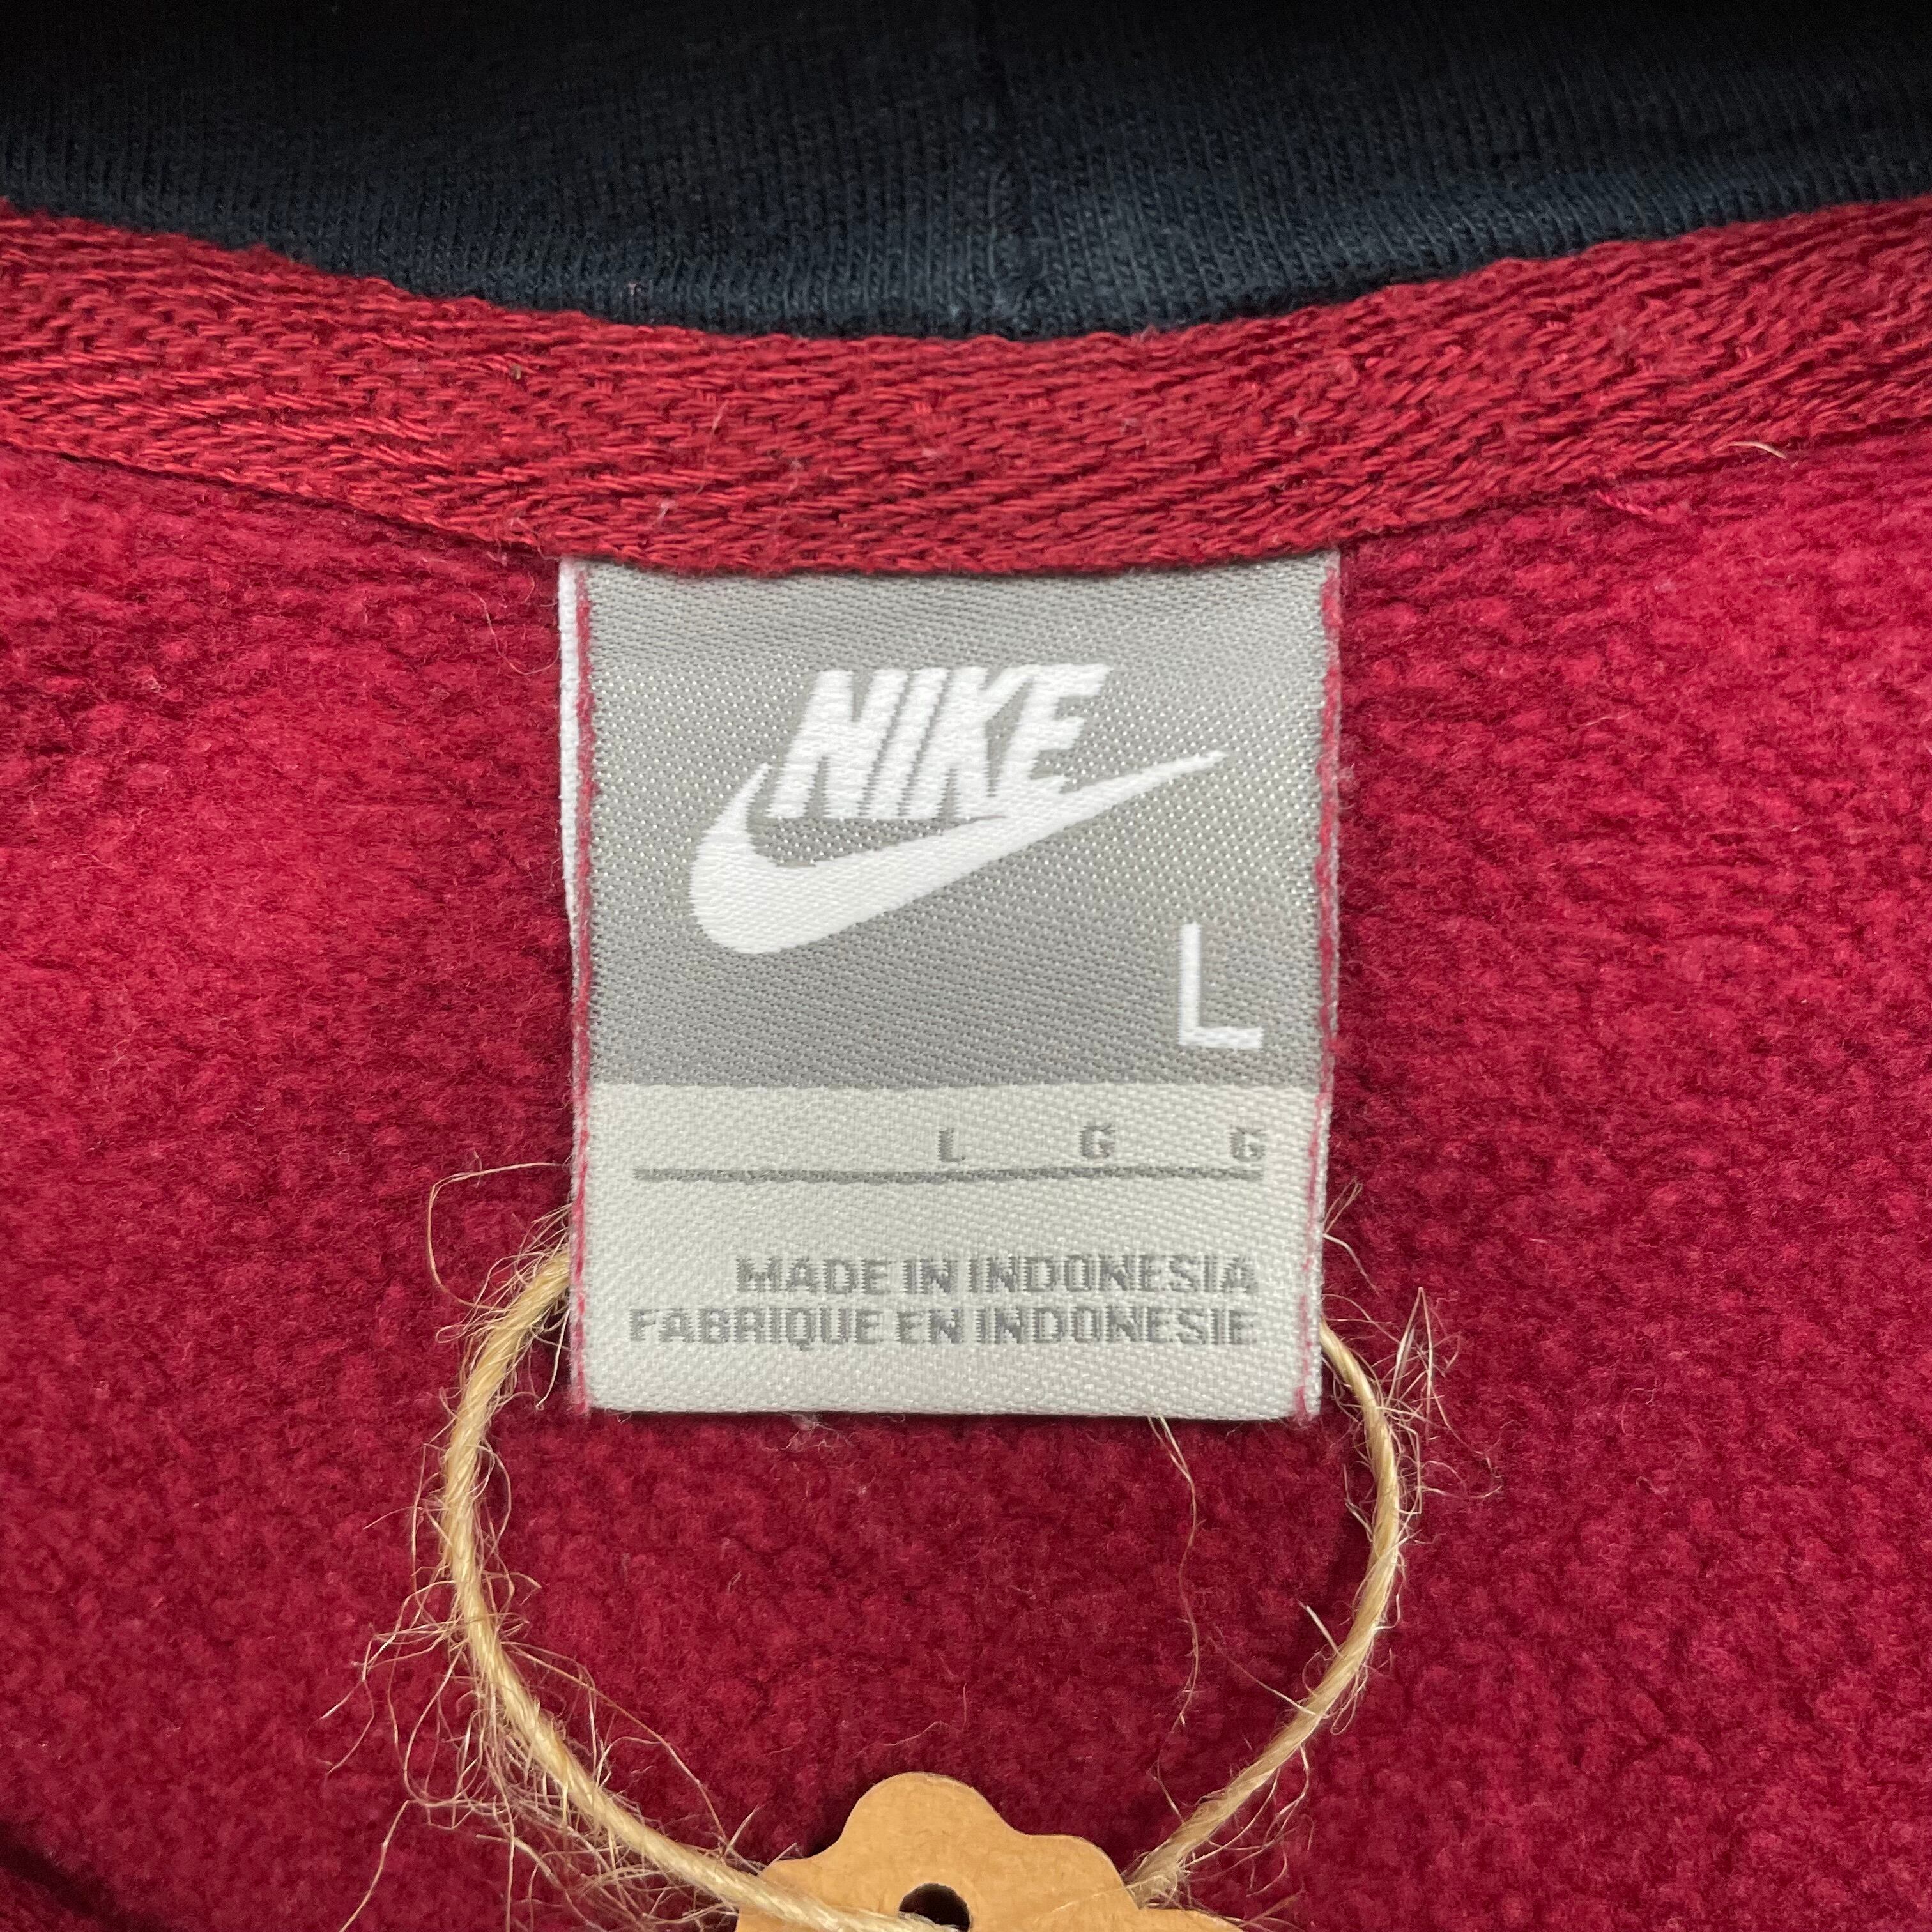 NIKE
L
L G G
MADE IN INDONESIA
FABRIQUE EN INDONESIE